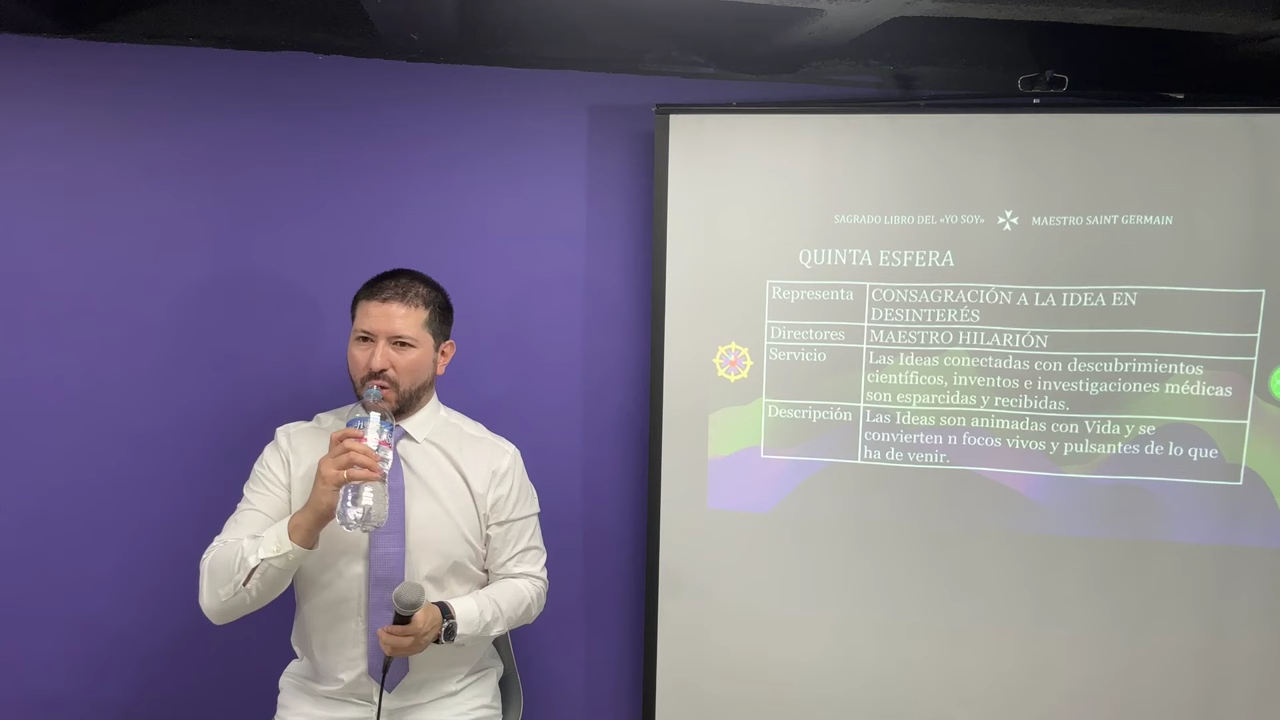 SAGRADO LIBRO DEL «YO SOY» MAESTRO SAINT GERMAIN
QUINTA ESFERA
Representa CONSAGRACIÓN A LA IDEA EN
DESINTERÉS
Directores MAESTRO HILARIÓN
Servicio Las Ideas conectadas con descubrimientos
científicos, inventos e investigaciones médicas
son esparcidas y recibidas.
Descripción Las Ideas son animadas con Vida y se
convierten n focos vivos y pulsantes de lo que
ha de venir.